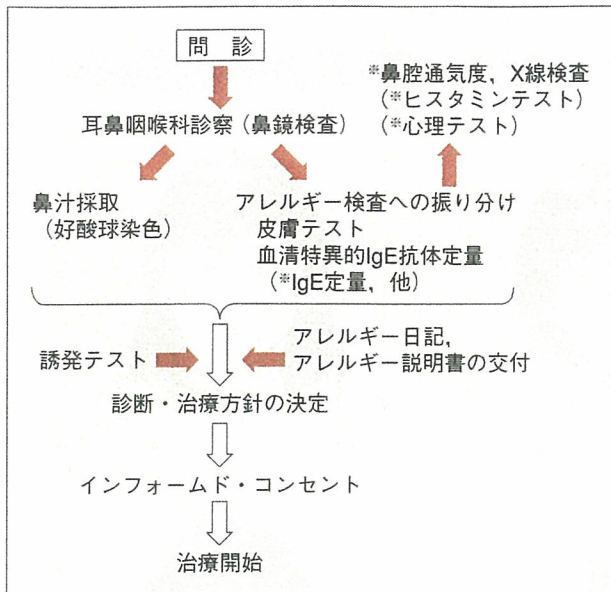 問診
※鼻腔通気度，X線検査
（※ヒスタミンテスト）
（※心理テスト）
耳鼻咽喉科診察（鼻鏡検査）
鼻汁採取
（好酸球染色）
アレルギー検査への振り分け
皮膚テスト
血清特異的IgE抗体定量
（※IgE定量，他）
誘発テスト
アレルギー日記，
アレルギー説明書の交付
診断・治療方針の決定
インフォームド・コンセント
治療開始